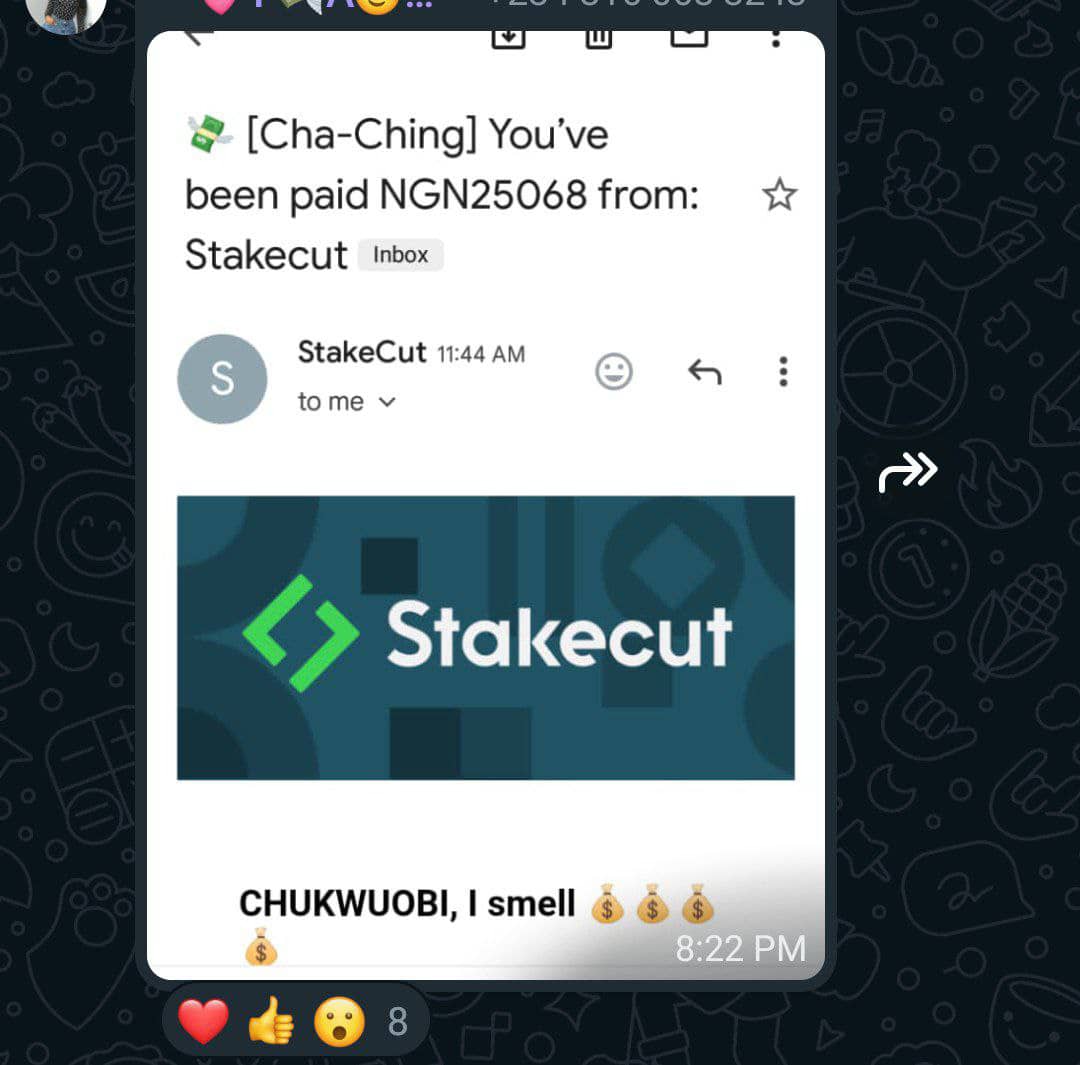 💸 [Cha-Ching] You’ve
been paid NGN25068 from:
Stakecut Inbox
S
StakeCut 11:44 AM
to me
Stakecut
CHUKWUOBI, I smell 💰 💰 💰
💰
8:22 PM
❤️ 👍 😮 8